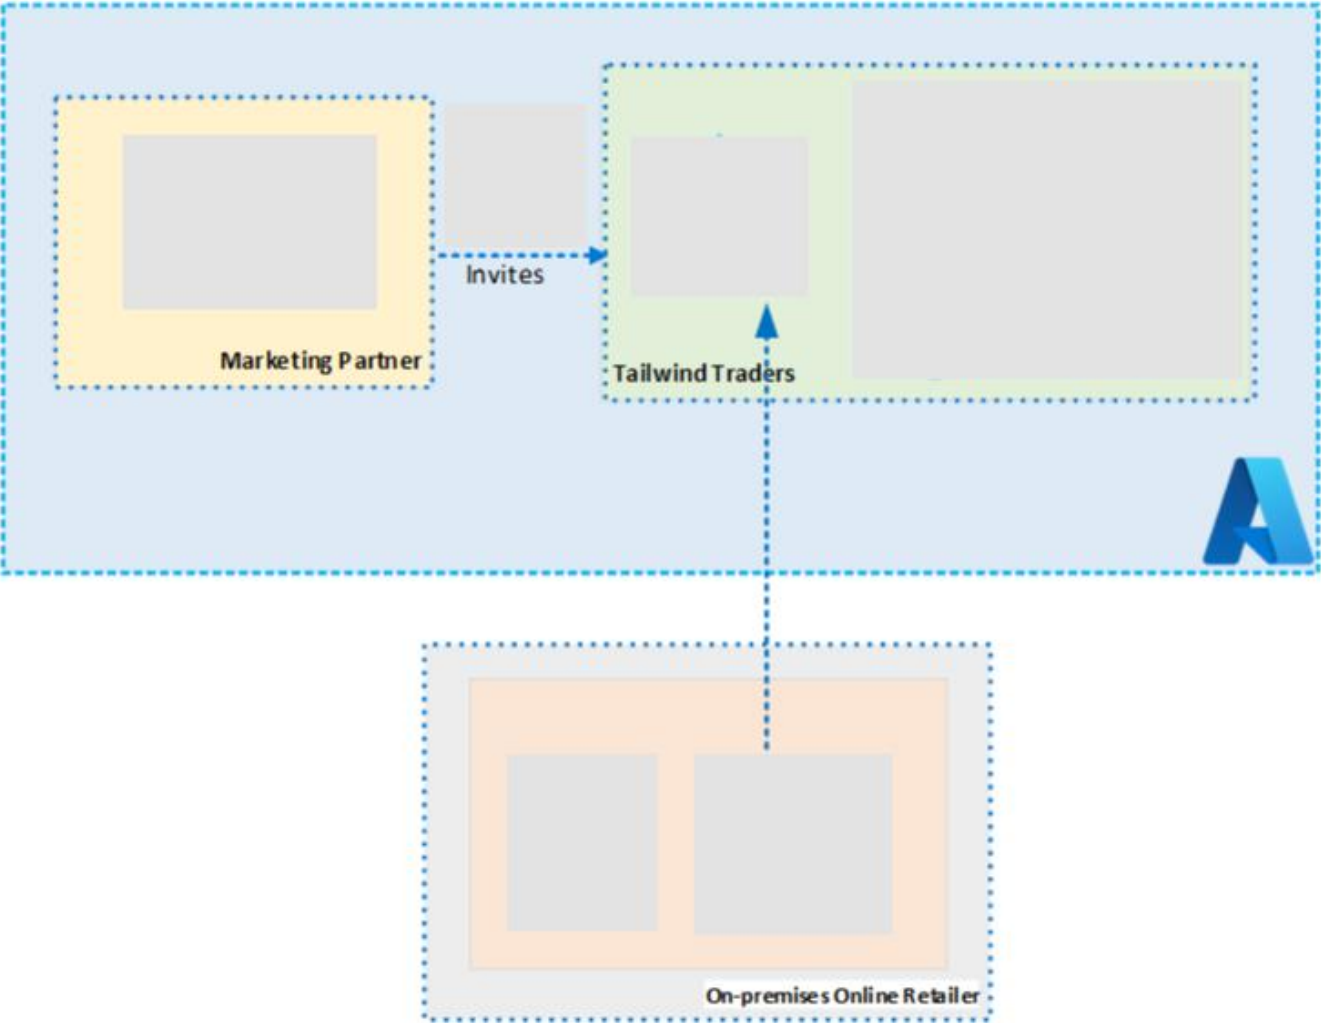 Invites
Marketing Partner
Tailwind Traders
On-premises Online Retailer